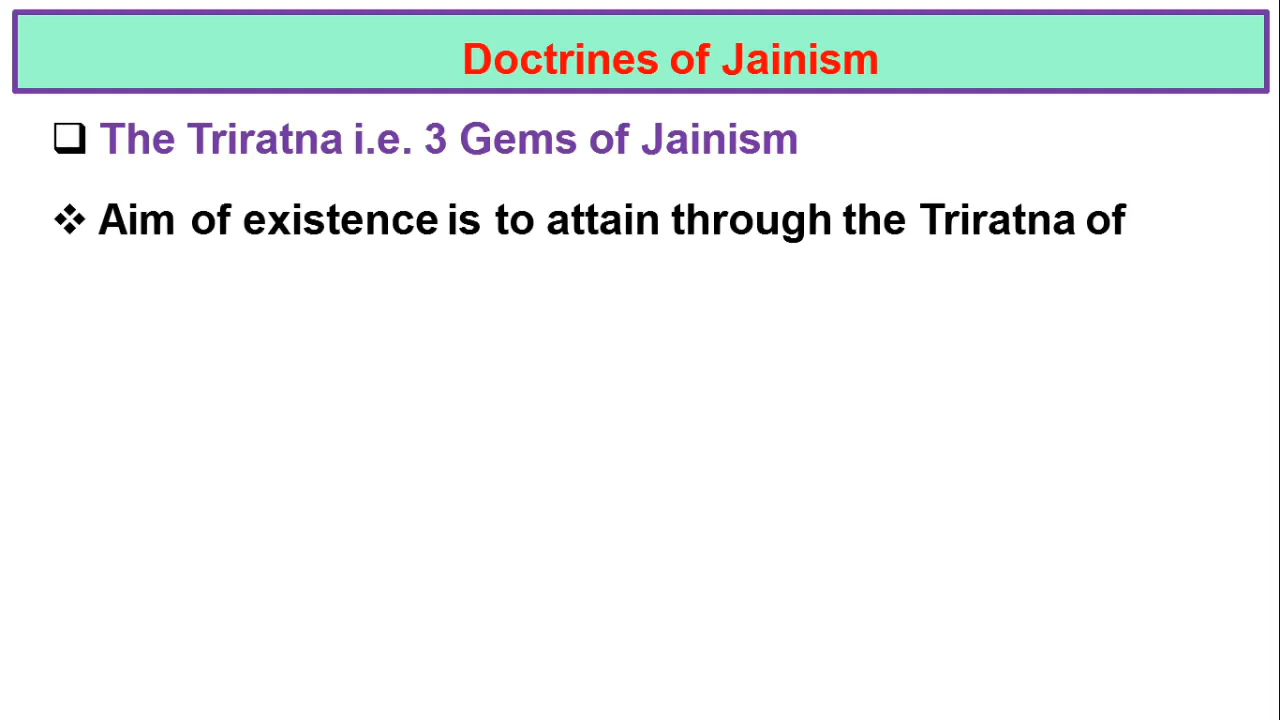 Doctrines of Jainism
❑ The Triratna i.e. 3 Gems of Jainism
❖ Aim of existence is to attain through the Triratna of